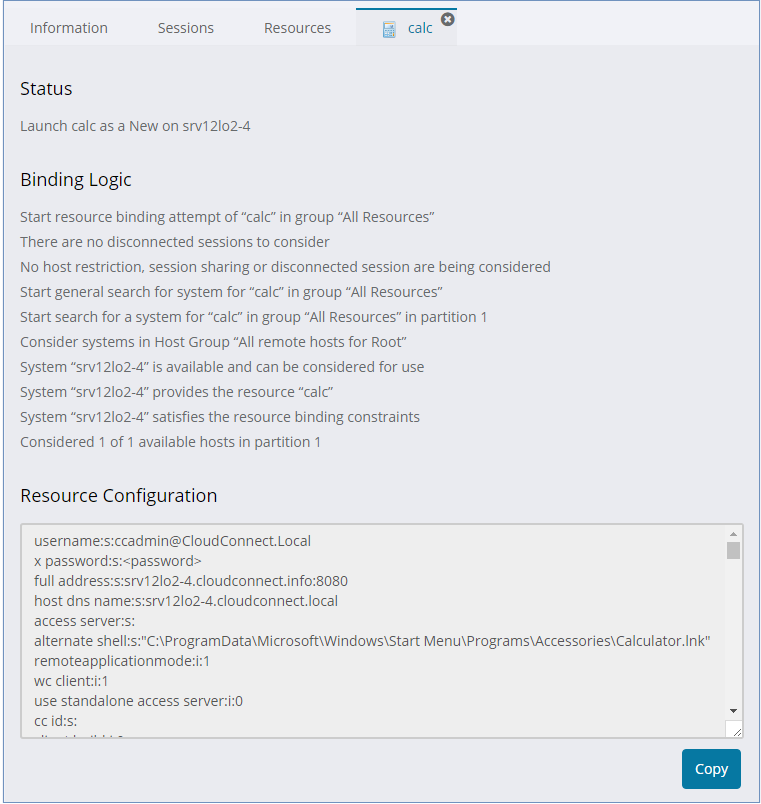 Information Sessions Resources calc
Status
Launch calc as a New on srv12lo2-4
Binding Logic
Start resource binding attempt of “calc” in group “All Resources”
There are no disconnected sessions to consider
No host restriction, session sharing or disconnected session are being considered
Start general search for system for “calc” in group “All Resources”
Start search for a system for “calc” in group “All Resources” in partition 1
Consider systems in Host Group “All remote hosts for Root”
System “srv12lo2-4” is available and can be considered for use
System “srv12lo2-4” provides the resource “calc”
System “srv12lo2-4” satisfies the resource binding constraints
Considered 1 of 1 available hosts in partition 1
Resource Configuration
username:s:ccadmin@CloudConnect.Local
x password:s:<password>
full address:s:srv12lo2-4.cloudconnect.info:8080
host dns name:s:srv12lo2-4.cloudconnect.local
access server:s:
alternate shell:s:"C:\ProgramData\Microsoft\Windows\Start Menu\Programs\Accessories\Calculator.lnk"
remoteapplicationmode:i:1
wc client:i:1
use standalone access server:i:0
cc id:s:
Copy